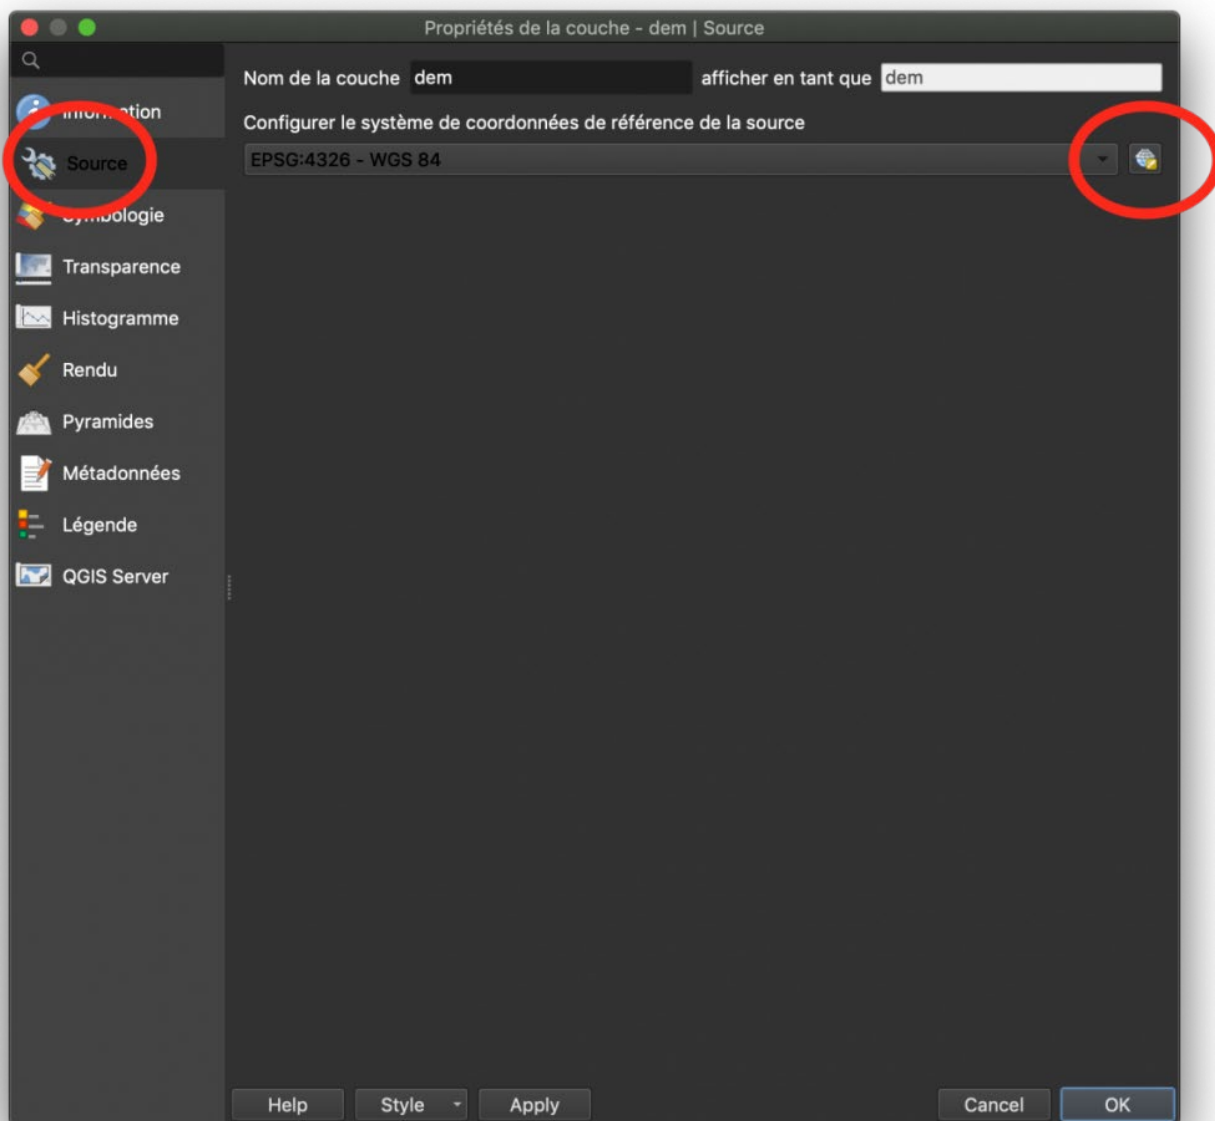 Propriétés de la couche - dem | Source
Nom de la couche dem afficher en tant que dem
Configurer le système de coordonnées de référence de la source
EPSG:4326 - WGS 84
Information
Source
Symbologie
Transparence
Histogramme
Rendu
Pyramides
Métadonnées
Légende
QGIS Server
Help Style Apply Cancel OK